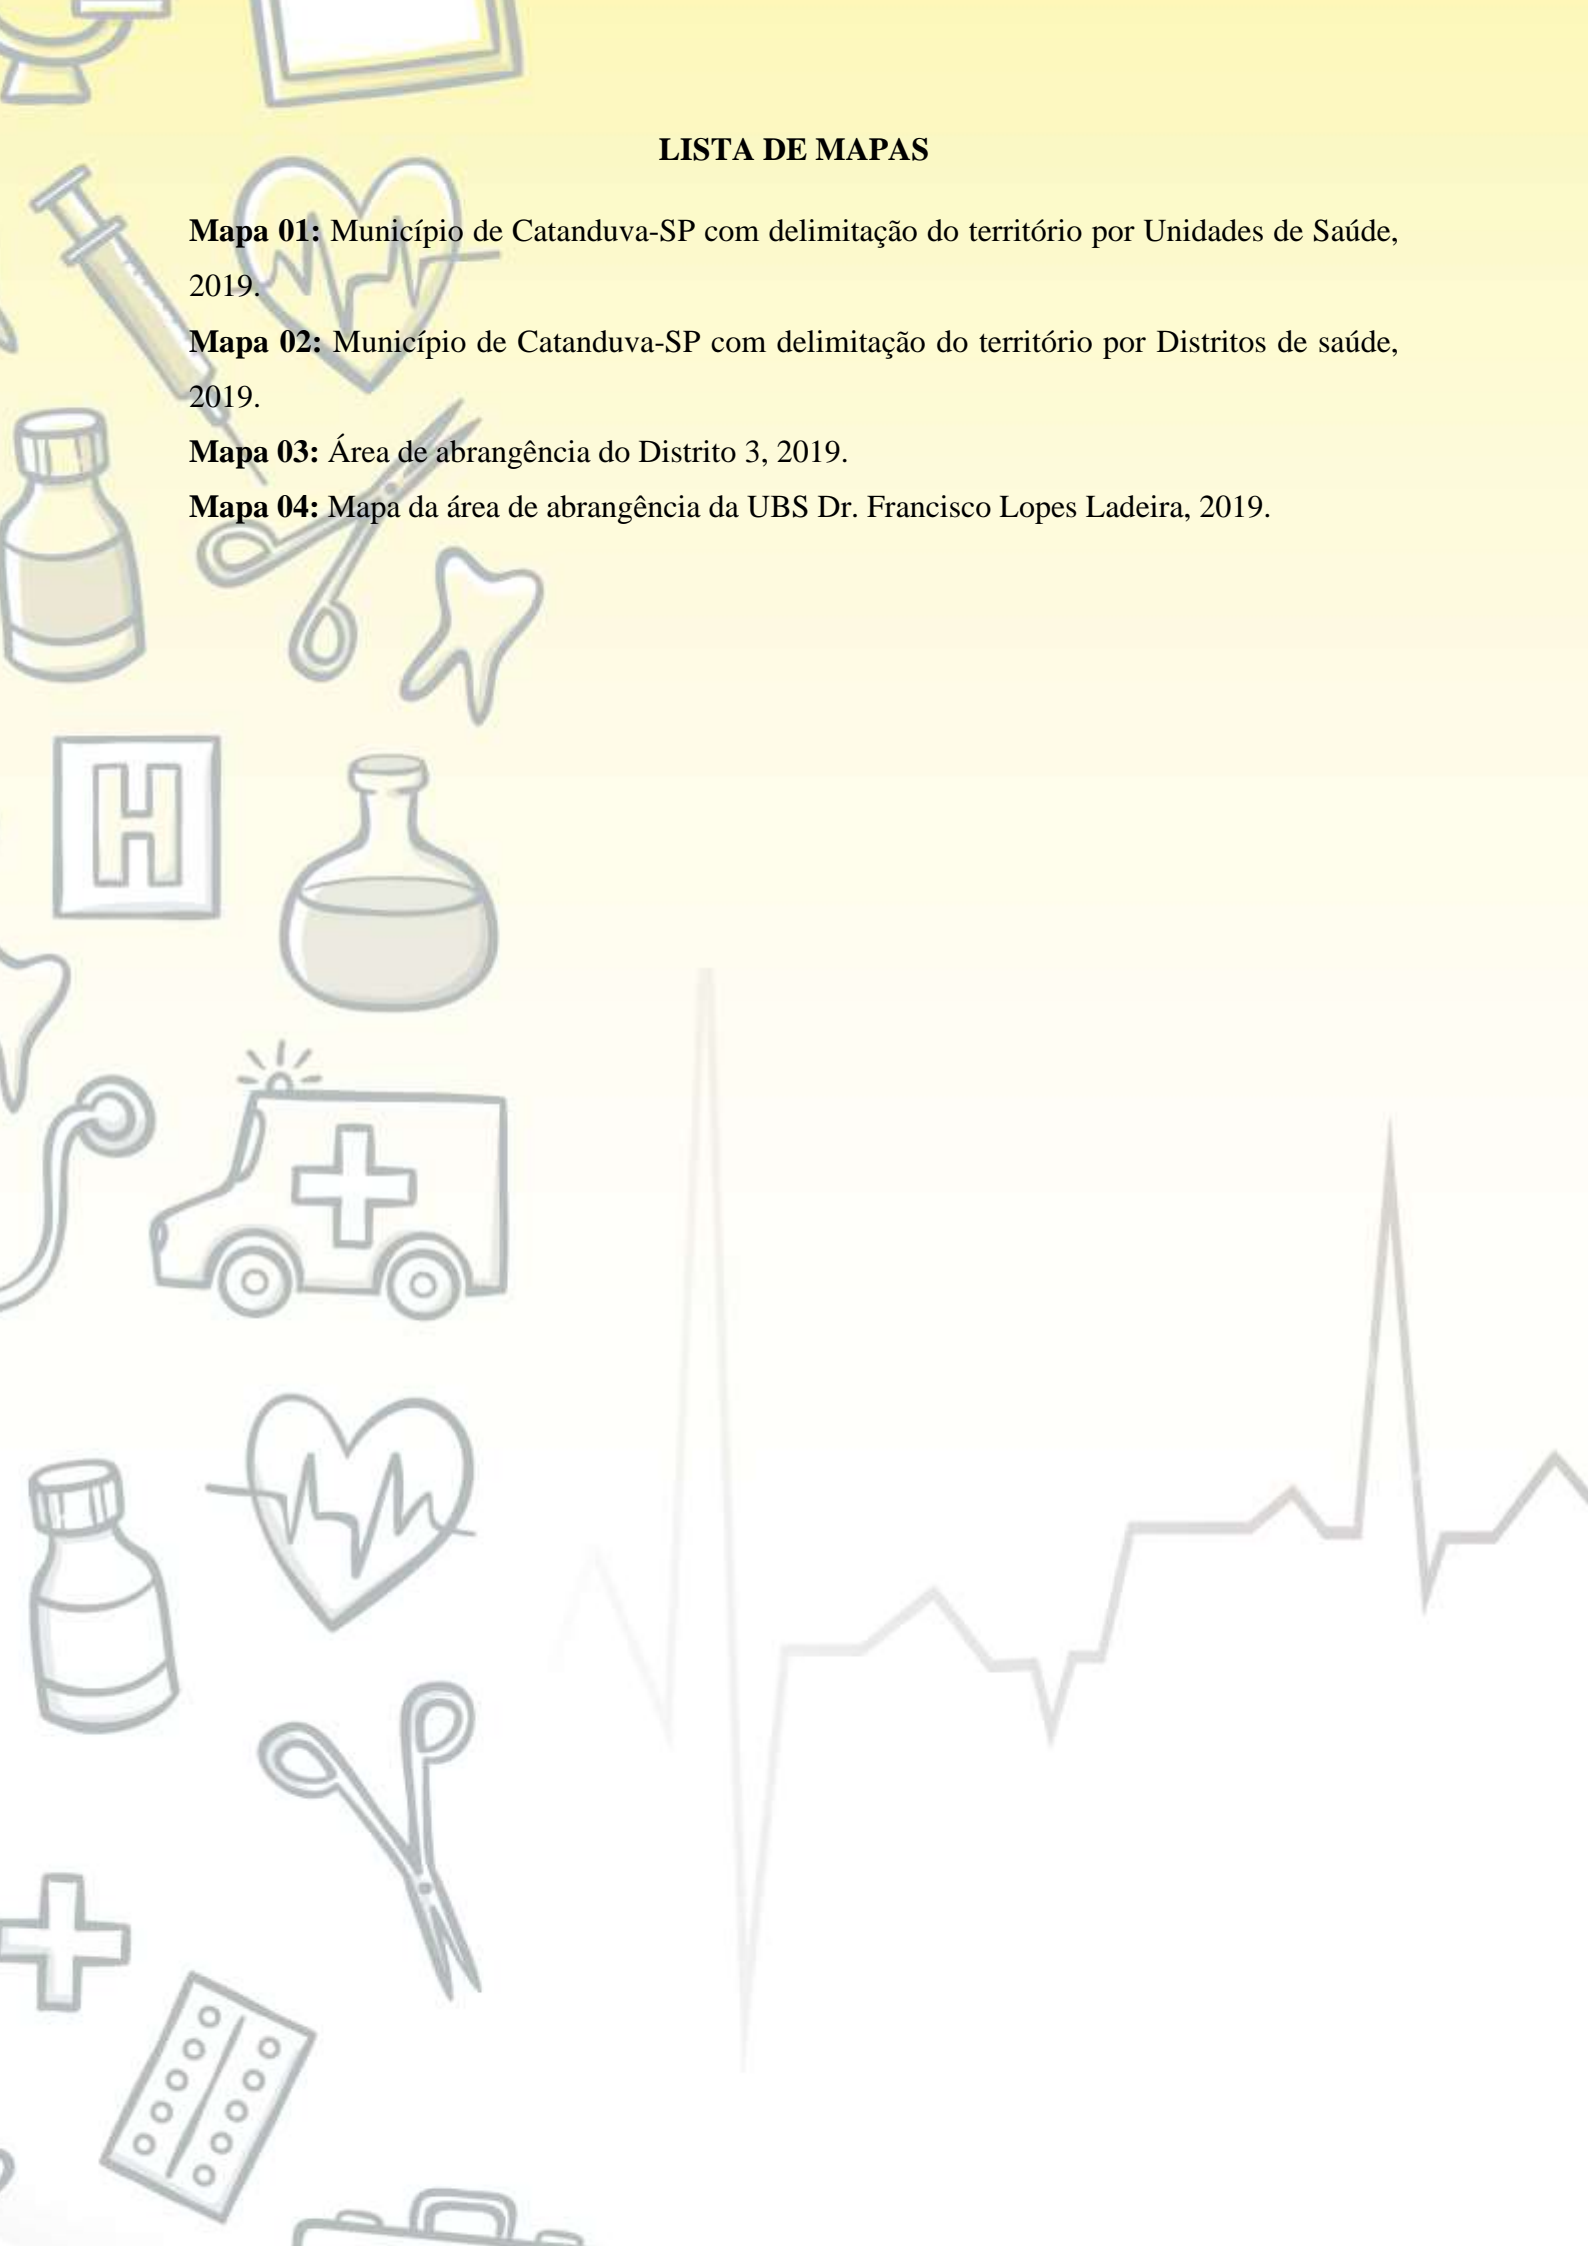 LISTA DE MAPAS
Mapa 01: Município de Catanduva-SP com delimitação do território por Unidades de Saúde,
2019.
Mapa 02: Município de Catanduva-SP com delimitação do território por Distritos de saúde,
2019.
Mapa 03: Área de abrangência do Distrito 3, 2019.
Mapa 04: Mapa da área de abrangência da UBS Dr. Francisco Lopes Ladeira, 2019.
H